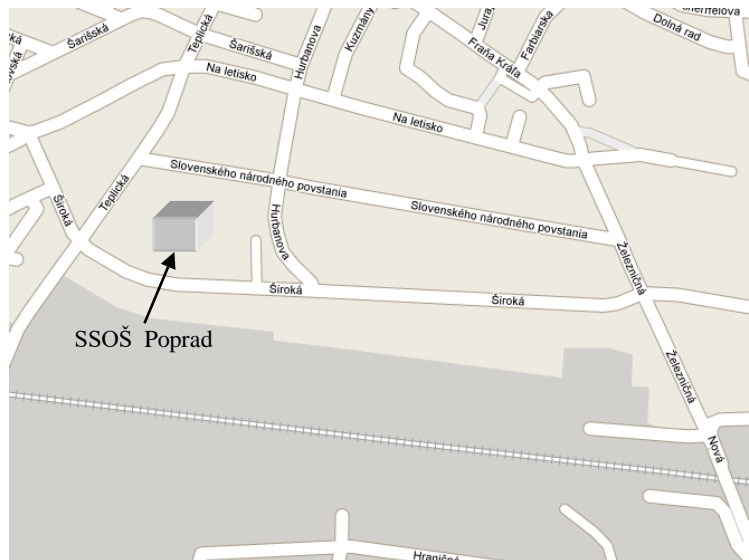 Šarišská
Teplická
Šarišská
Hurbanova
Kuzmány
Fraňa Kráľa
Farbiarska
Dolná rad
Na letisko
Na letisko
Slovenského národného povstania
Slovenského národného povstania
Široká
Teplická
Hurbanova
Železničná
Široká
Široká
SSOŠ Poprad
Železničná
Nová
Hraničná